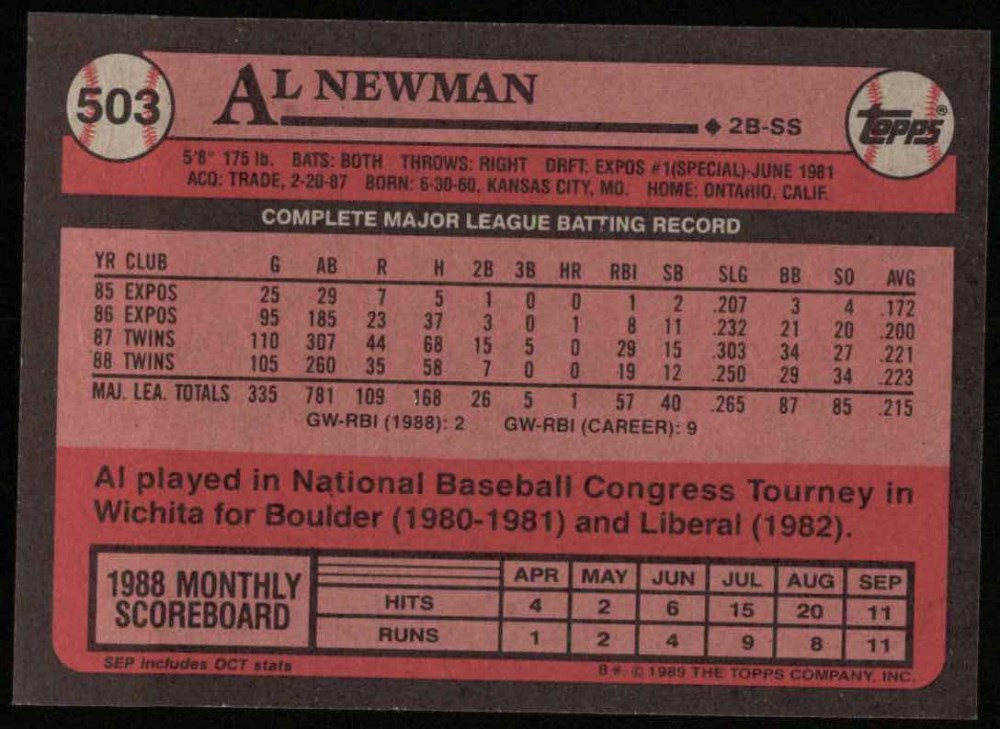 503
AL NEWMAN
◆ 2B-SS
TOPPS®
5'8" 175 lb. BATS: BOTH THROWS: RIGHT DRFT: EXPOS #1(SPECIAL)-JUNE 1981
ACQ: TRADE, 2-20-87 BORN: 6-30-60, KANSAS CITY, MO. HOME: ONTARIO, CALIF.
COMPLETE MAJOR LEAGUE BATTING RECORD
YR CLUB G AB R H 2B 3B HR RBI SB SLG BB SO AVG
85 EXPOS 25 29 7 5 1 0 0 1 2 .207 3 4 .172
86 EXPOS 95 185 23 37 3 0 1 8 11 .232 21 20 .200
87 TWINS 110 307 44 68 15 5 0 29 15 .303 34 27 .221
88 TWINS 105 260 35 58 7 0 0 19 12 .250 29 34 .223
MAJ. LEA. TOTALS 335 781 109 168 26 5 1 57 40 .265 87 85 .215
GW-RBI (1988): 2 GW-RBI (CAREER): 9
Al played in National Baseball Congress Tourney in
Wichita for Boulder (1980-1981) and Liberal (1982).
1988 MONTHLY
SCOREBOARD
APR MAY JUN JUL AUG SEP
HITS 4 2 6 15 20 11
RUNS 1 2 4 9 8 11
SEP includes OCT stats
B* © 1989 THE TOPPS COMPANY, INC.